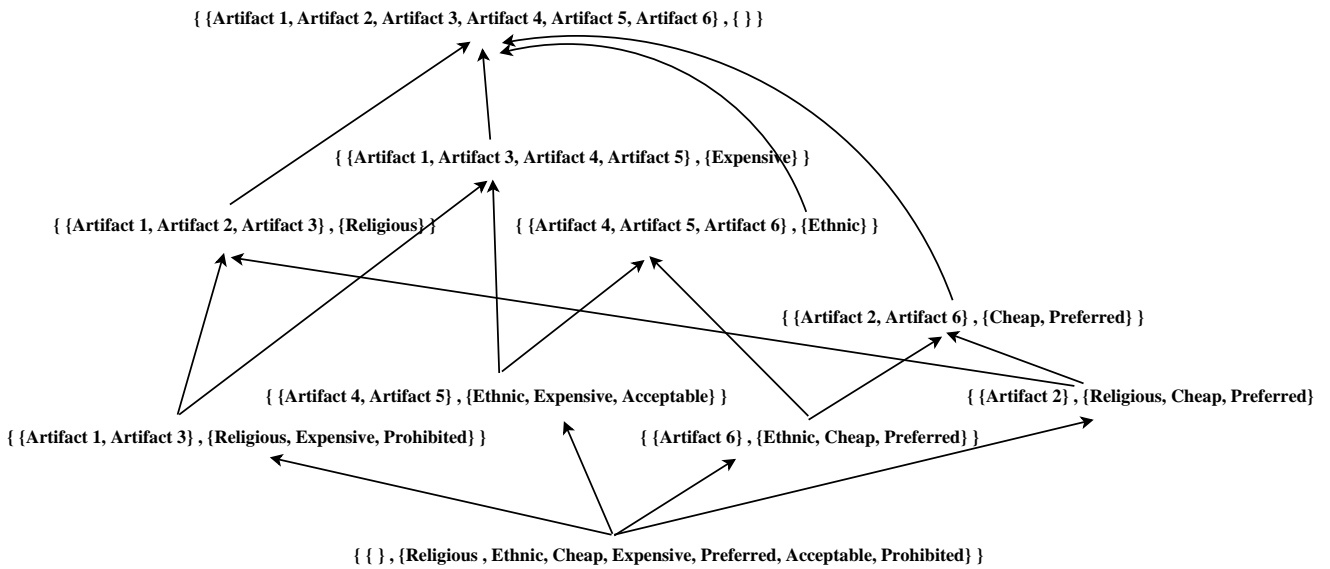 { {Artifact 1, Artifact 2, Artifact 3, Artifact 4, Artifact 5, Artifact 6} , { } }
{ {Artifact 1, Artifact 3, Artifact 4, Artifact 5} , {Expensive} }
{ {Artifact 1, Artifact 2, Artifact 3} , {Religious} }
{ {Artifact 4, Artifact 5, Artifact 6} , {Ethnic} }
{ {Artifact 2, Artifact 6} , {Cheap, Preferred} }
{ {Artifact 4, Artifact 5} , {Ethnic, Expensive, Acceptable} }
{ {Artifact 2} , {Religious, Cheap, Preferred}
{ {Artifact 1, Artifact 3} , {Religious, Expensive, Prohibited} }
{ {Artifact 6} , {Ethnic, Cheap, Preferred} }
{ { } , {Religious , Ethnic, Cheap, Expensive, Preferred, Acceptable, Prohibited} }